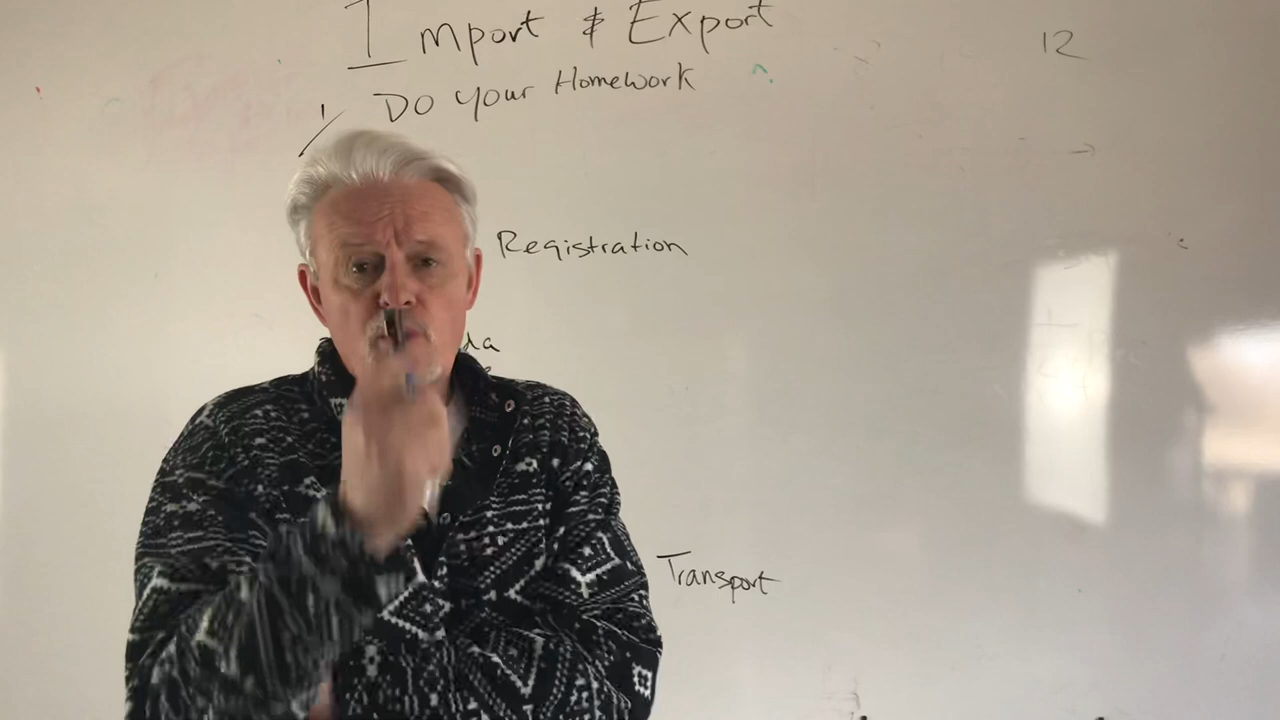 Import & Export
12
1/ Do your Homework
Registration
Transport